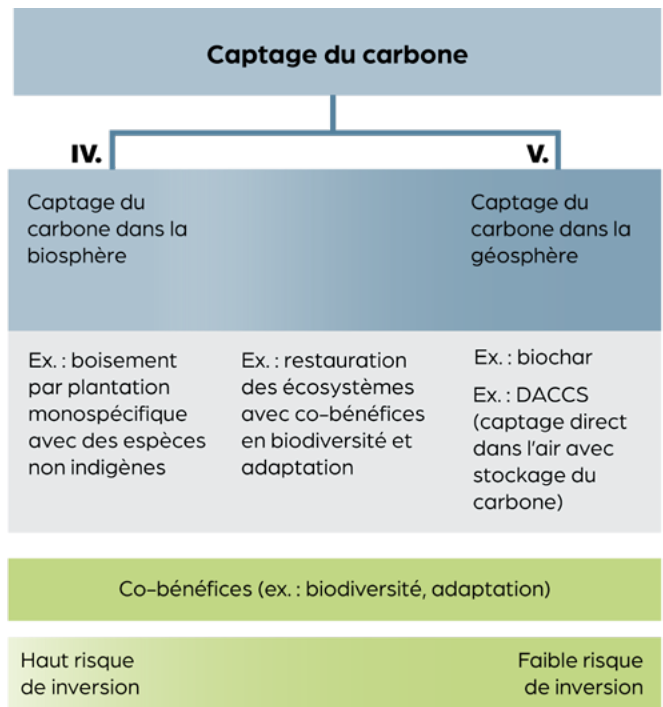 Captage du carbone
IV.
V.
Captage du
carbone dans la
biosphère
Captage du
carbone dans la
géosphère
Ex. : boisement
par plantation
monospécifique
avec des espèces
non indigènes
Ex. : restauration
des écosystèmes
avec co-bénéfices
en biodiversité et
adaptation
Ex. : biochar
Ex. : DACCS
(captage direct
dans l'air avec
stockage du
carbone)
Co-bénéfices (ex. : biodiversité, adaptation)
Haut risque
de inversion
Faible risque
de inversion